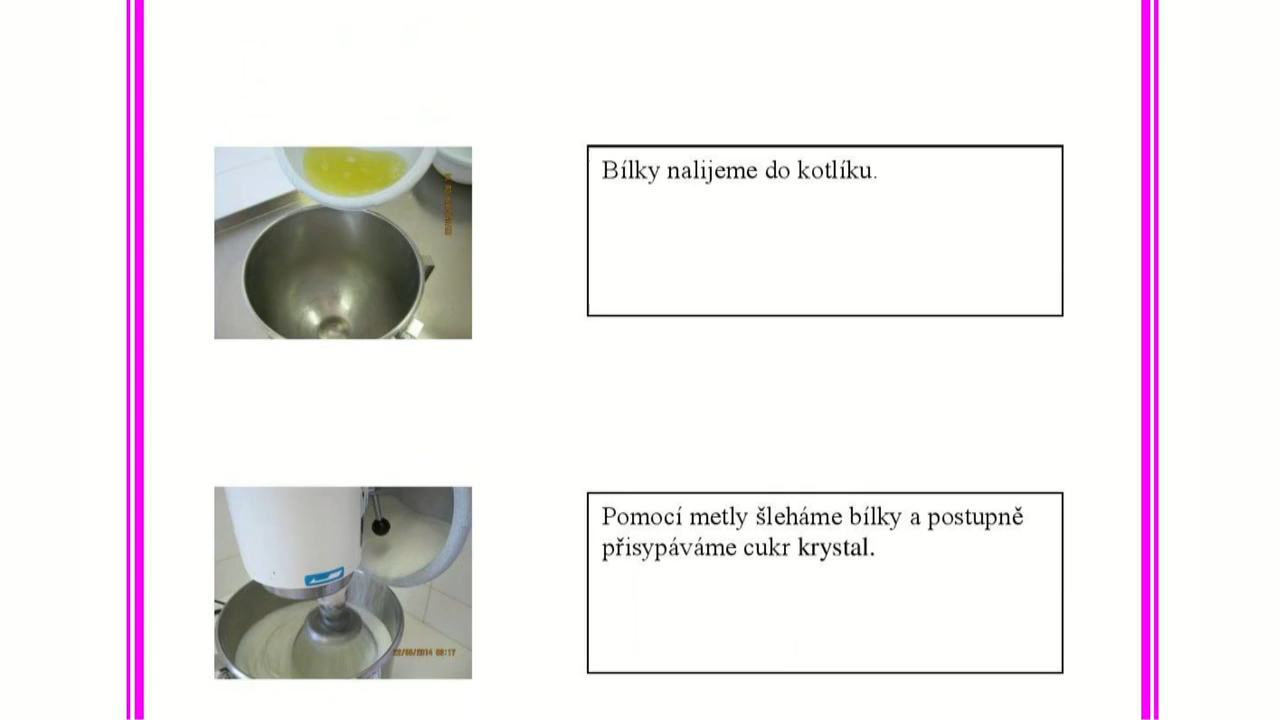 Bílky nalijeme do kotlíku.
Pomocí metly šleháme bílky a postupně
přisypáváme cukr krystal.